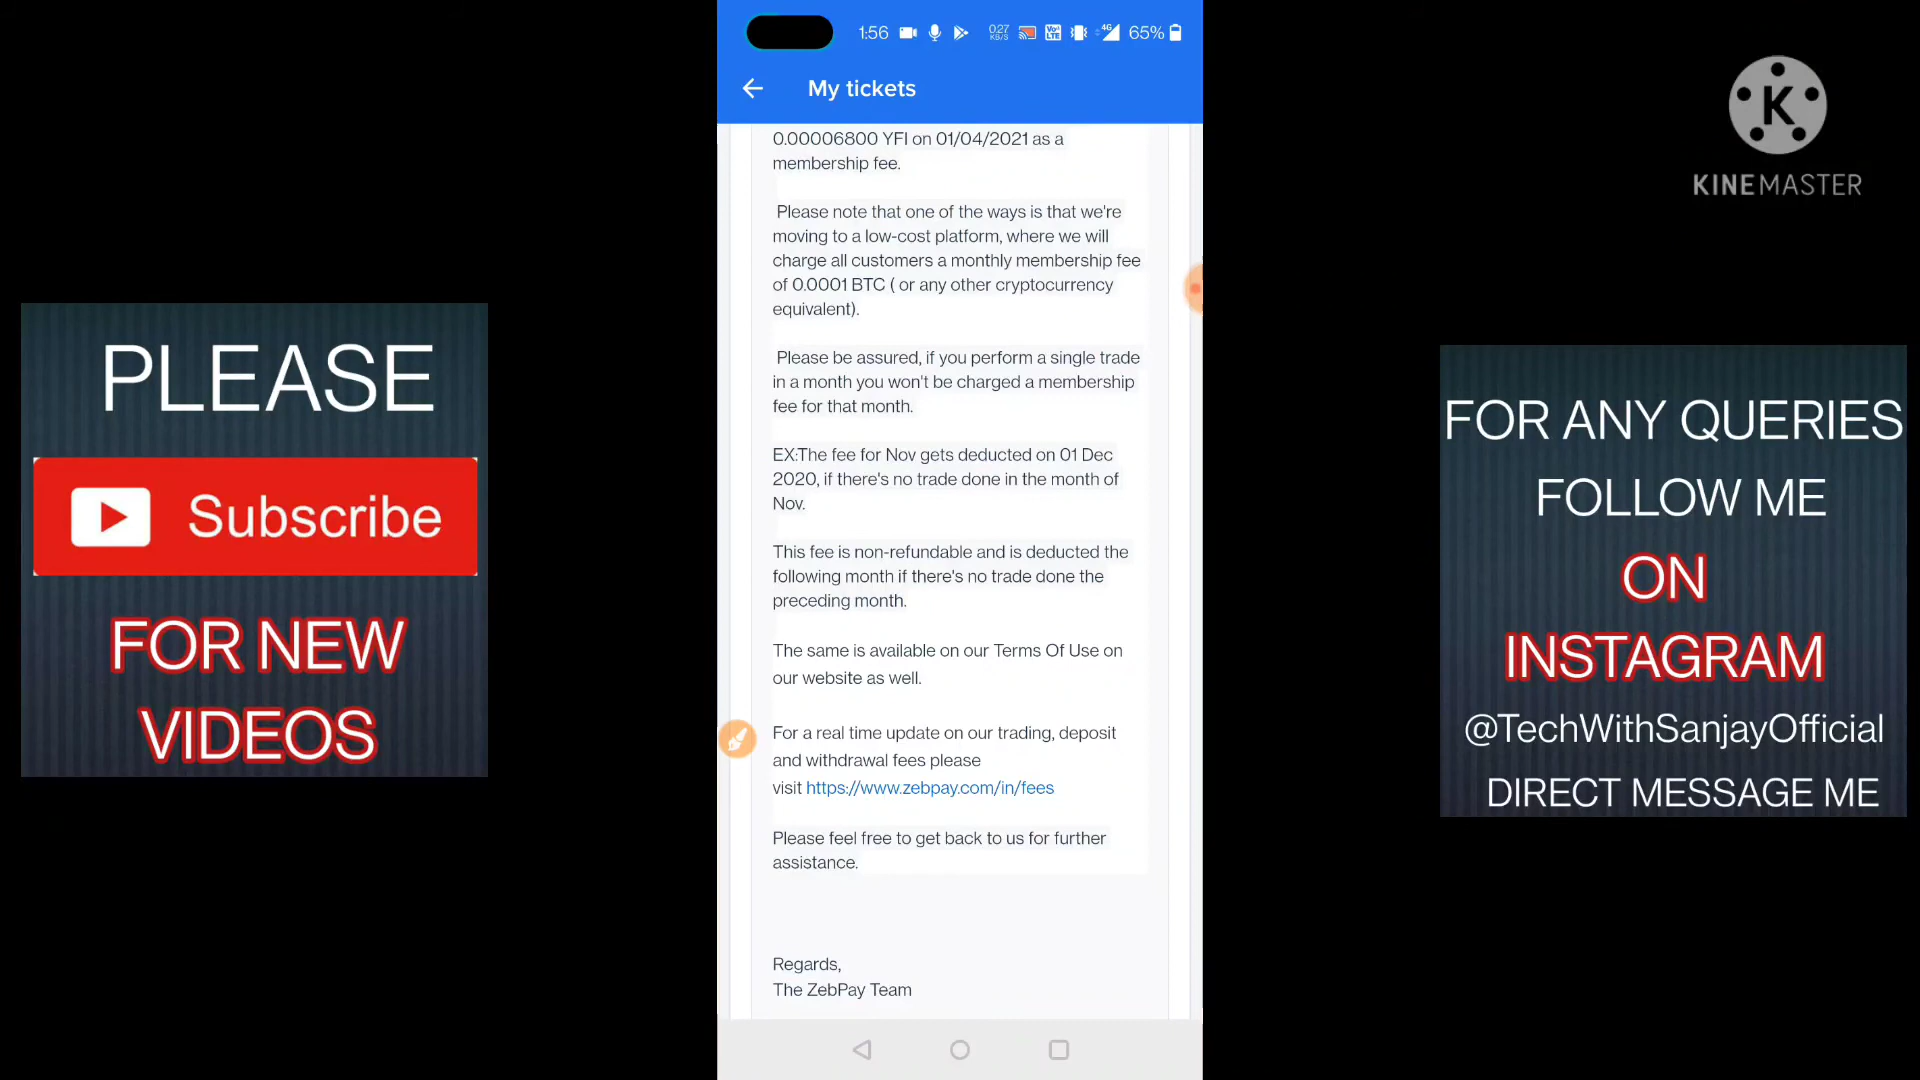 1:56
0.27
KB/S
Vo)
LTE
4G
65%
My tickets
0.00006800 YFI on 01/04/2021 as a
membership fee.
Please note that one of the ways is that we're
moving to a low-cost platform, where we will
charge all customers a monthly membership fee
of 0.0001 BTC ( or any other cryptocurrency
equivalent).
Please be assured, if you perform a single trade
in a month you won't be charged a membership
fee for that month.
EX:The fee for Nov gets deducted on 01 Dec
2020, if there's no trade done in the month of
Nov.
This fee is non-refundable and is deducted the
following month if there's no trade done the
preceding month.
The same is available on our Terms Of Use on
our website as well.
For a real time update on our trading, deposit
and withdrawal fees please
visit https://www.zebpay.com/in/fees
Please feel free to get back to us for further
assistance.
Regards,
The ZebPay Team
PLEASE
Subscribe
FOR NEW
VIDEOS
K
KINEMASTER
FOR ANY QUERIES
FOLLOW ME
ON
INSTAGRAM
@TechWithSanjayOfficial
DIRECT MESSAGE ME